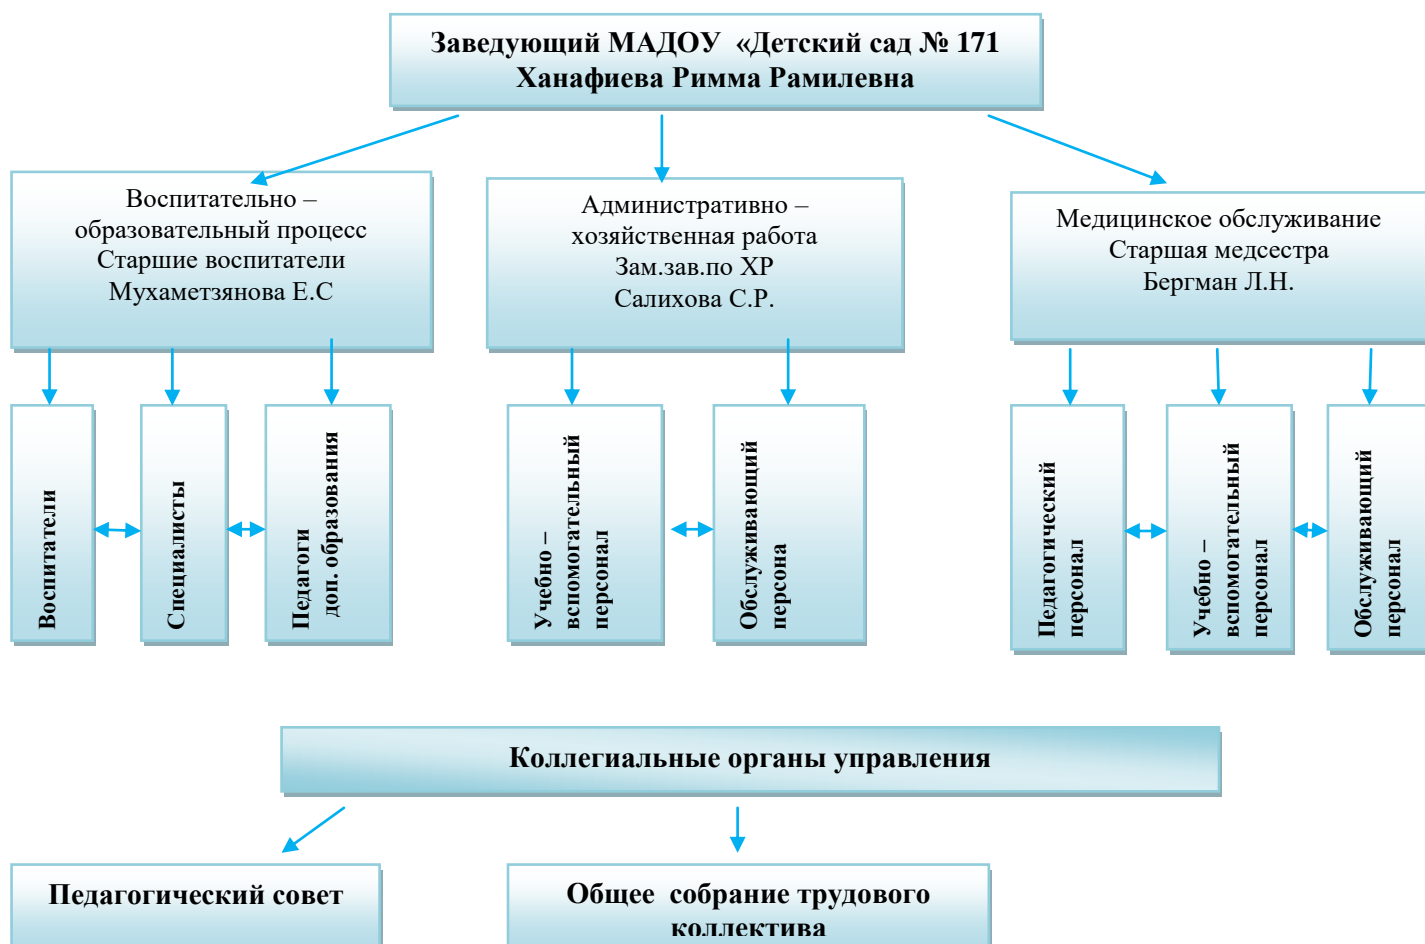 Заведующий МАДОУ «Детский сад № 171
Ханафиева Римма Рамилевна
Воспитательно –
образовательный процесс
Старшие воспитатели
Мухаметзянова Е.С
Административно –
хозяйственная работа
Зам.зав.по ХР
Салихова С.Р.
Медицинское обслуживание
Старшая медсестра
Бергман Л.Н.
Воспитатели
Специалисты
Педагоги
доп. образования
Учебно –
вспомогательный
персонал
Обслуживающий
персона
Педагогический
персонал
Учебно –
вспомогательный
персонал
Обслуживающий
персонал
Коллегиальные органы управления
Педагогический совет
Общее собрание трудового
коллектива